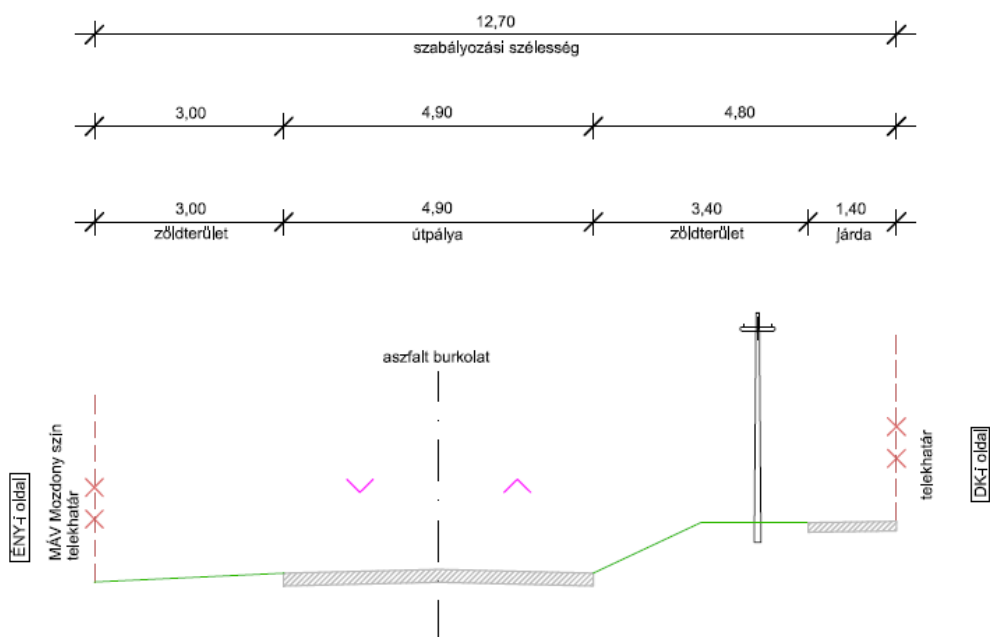 12,70
szabályozási szélesség
3,00
4,90
4,80
3,00
4,90
3,40
1,40
zöldterület
útpálya
zöldterület
járda
aszfalt burkolat
ÉNY-i oldal
MÁV Mozdony szín
telekhatár
telekhatár
DK-i oldal